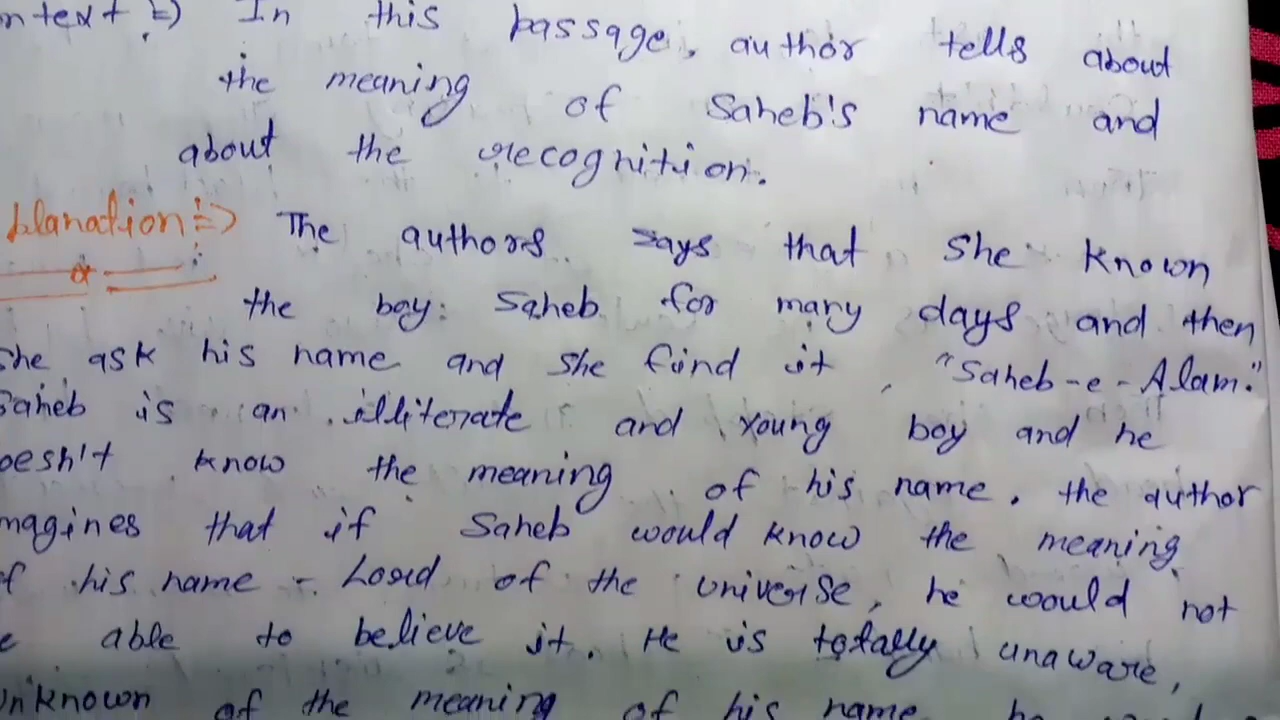 ntext :-) In this passage, author tells about
the meaning of Saheb's name and
about the recognition.
planation :=> The authors says that she known
the boy Saheb for many days and then
she ask his name and she find it, "Saheb-e-Alam."
Saheb is an illiterate and young boy and he
oesn't know the meaning of his name. the author
magines that if Saheb would know the meaning
f his name - Lord of the universe, he would not
e able to believe it. He is totally unaware,
unknown of the meaning of his name